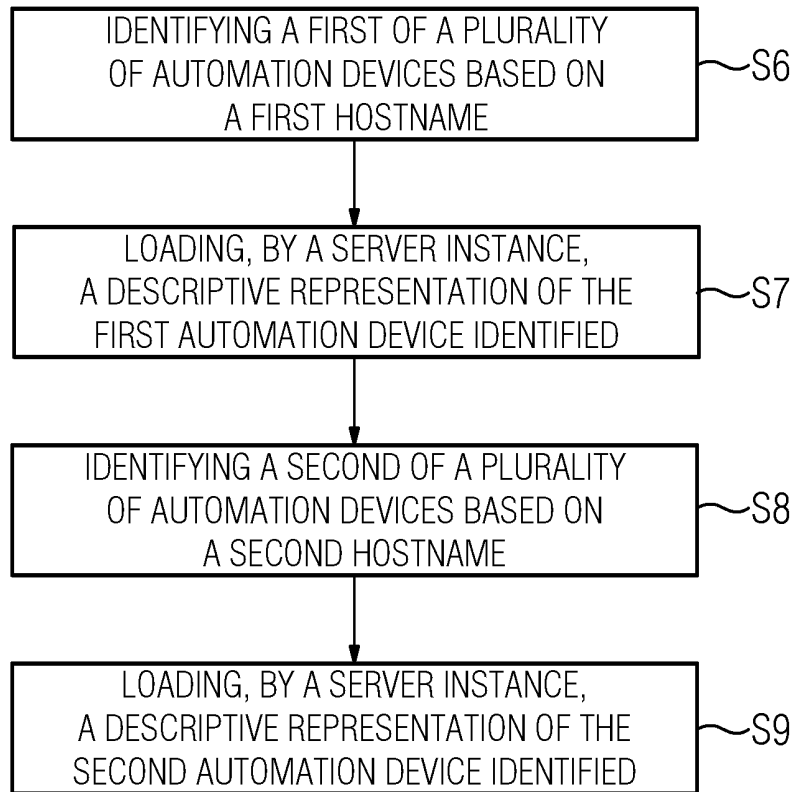 IDENTIFYING A FIRST OF A PLURALITY
OF AUTOMATION DEVICES BASED ON
A FIRST HOSTNAME
S6
LOADING, BY A SERVER INSTANCE,
A DESCRIPTIVE REPRESENTATION OF THE
FIRST AUTOMATION DEVICE IDENTIFIED
S7
IDENTIFYING A SECOND OF A PLURALITY
OF AUTOMATION DEVICES BASED ON
A SECOND HOSTNAME
S8
LOADING, BY A SERVER INSTANCE,
A DESCRIPTIVE REPRESENTATION OF THE
SECOND AUTOMATION DEVICE IDENTIFIED
S9